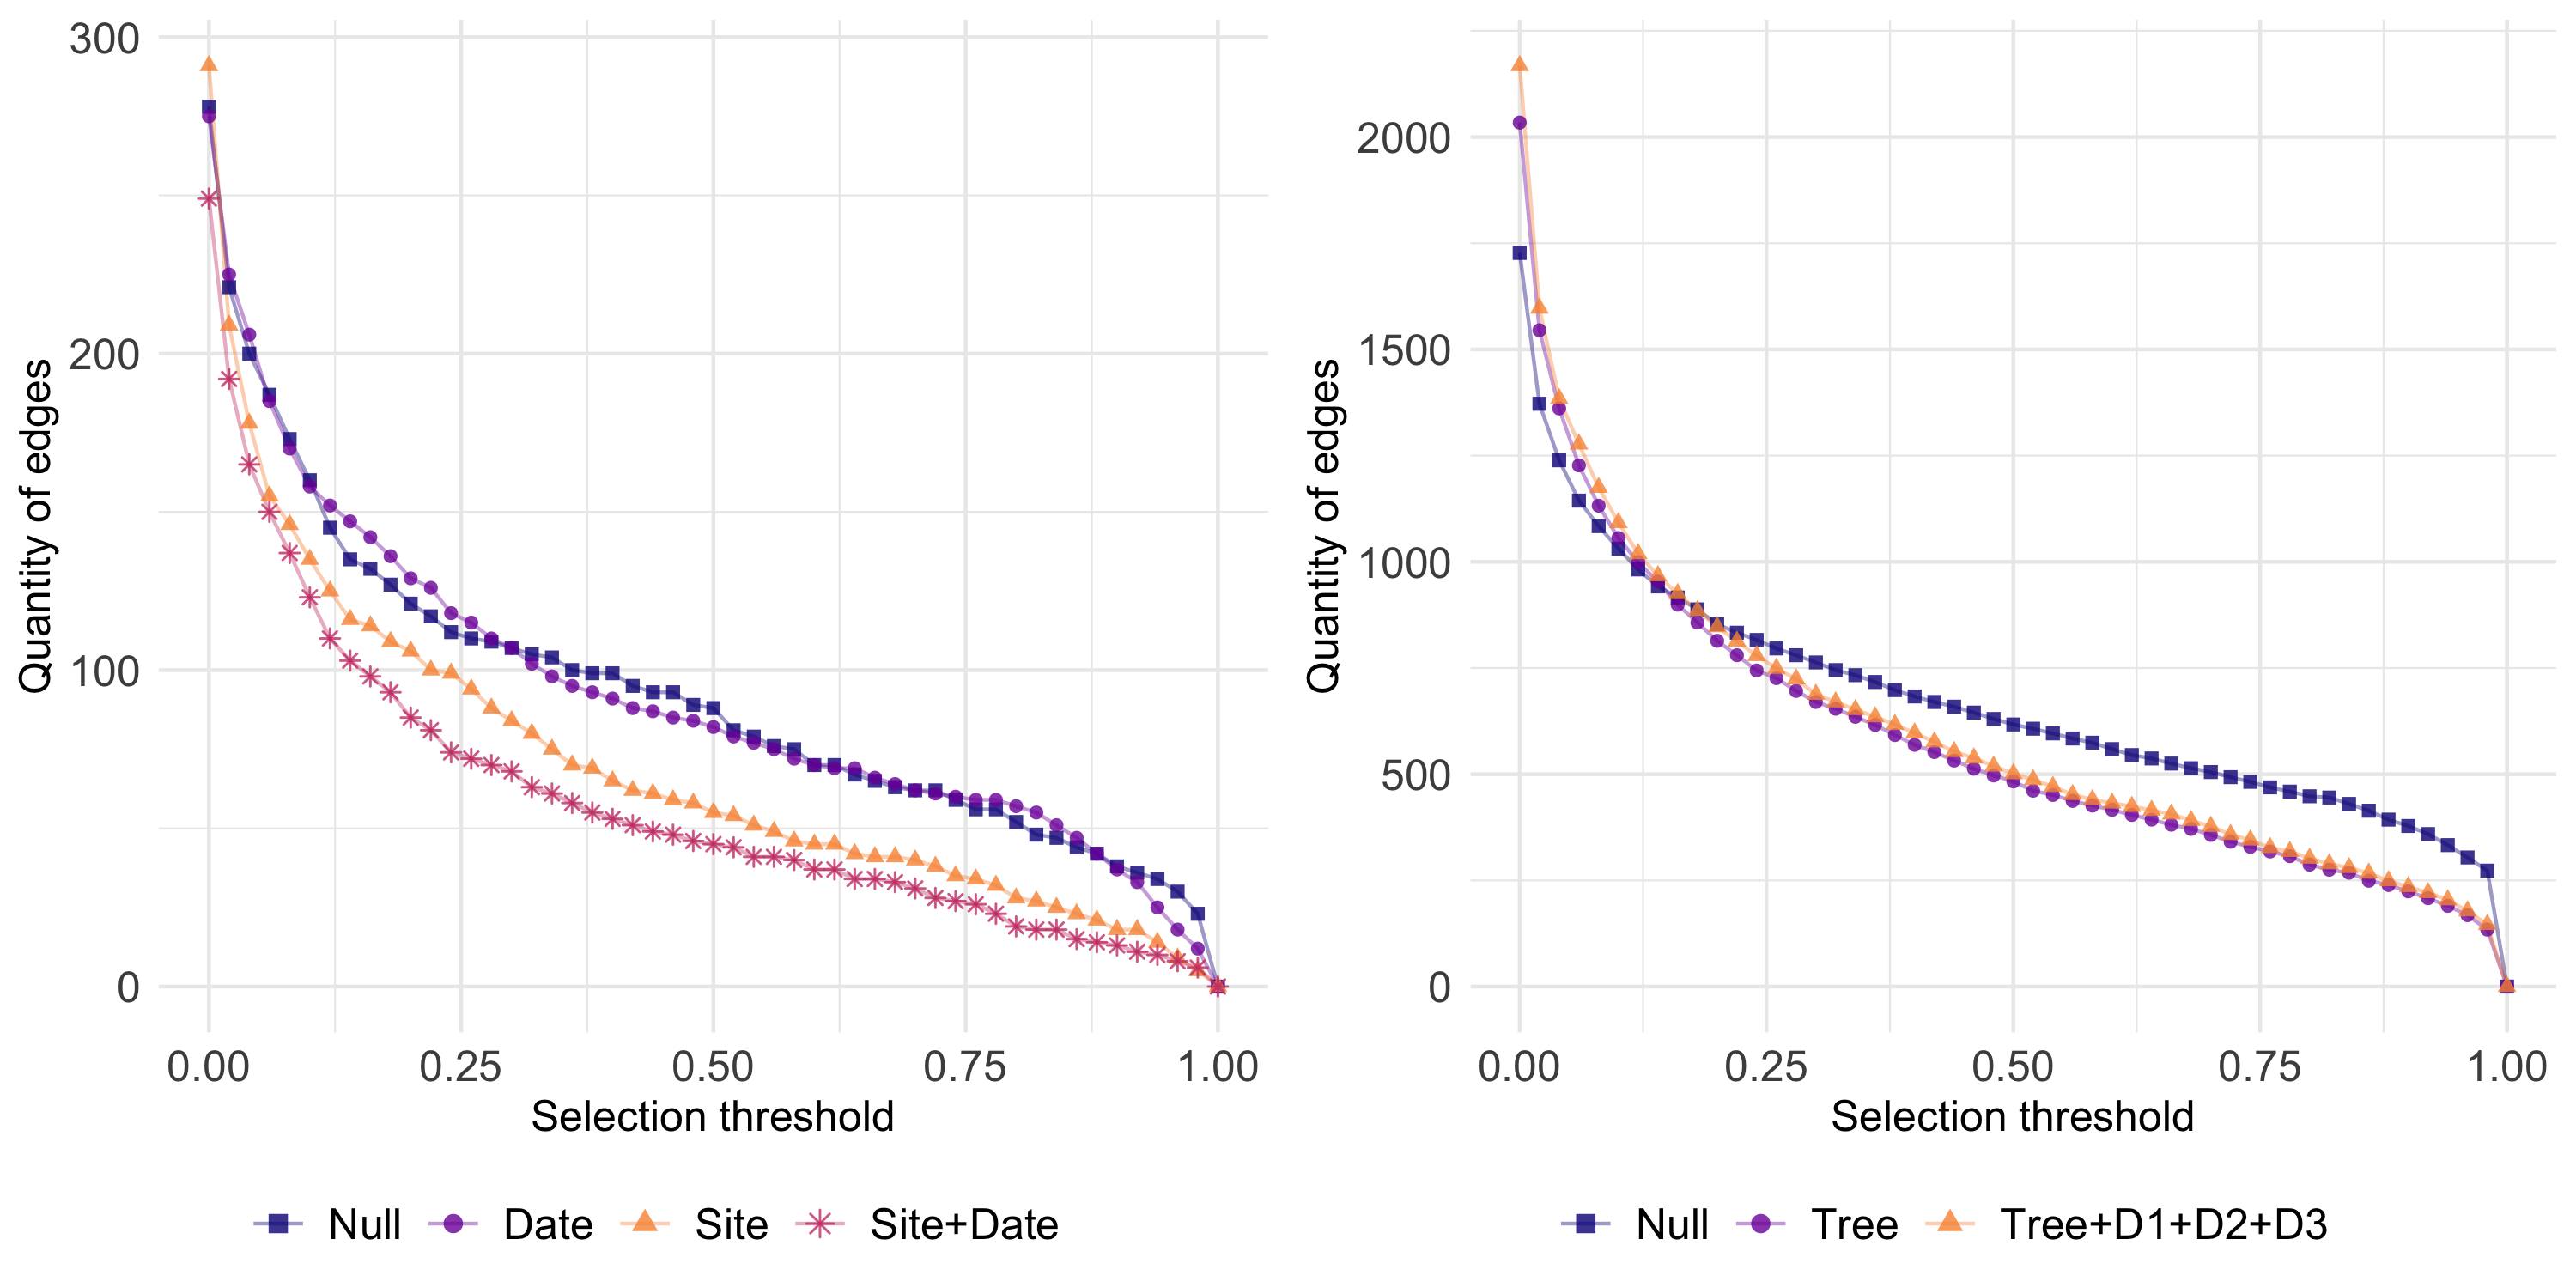 Quantity of edges
300
200
100
0
0.00 0.25 0.50 0.75 1.00
Selection threshold
Null Date Site Site+Date
Quantity of edges
2000
1500
1000
500
0
0.00 0.25 0.50 0.75 1.00
Selection threshold
Null Tree Tree+D1+D2+D3